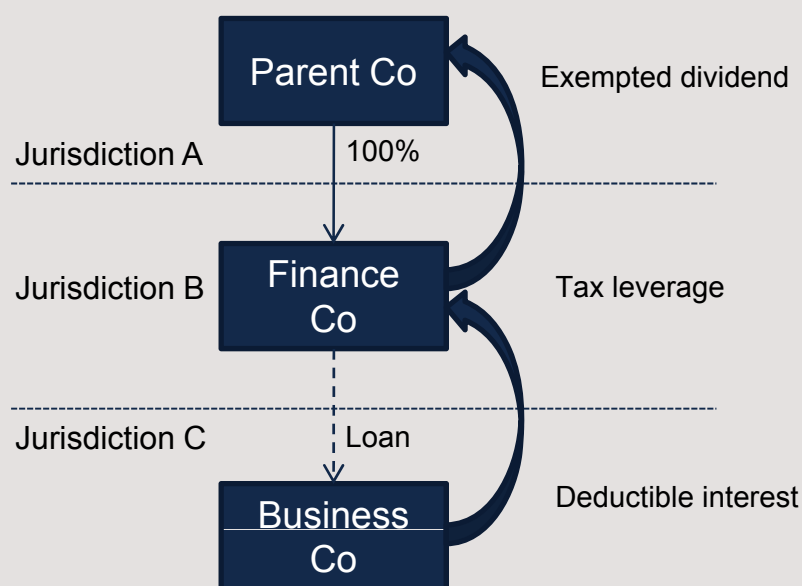 Parent Co
Exempted dividend
Jurisdiction A
100%
Jurisdiction B
Finance
Co
Tax leverage
Jurisdiction C
Loan
Business
Co
Deductible interest